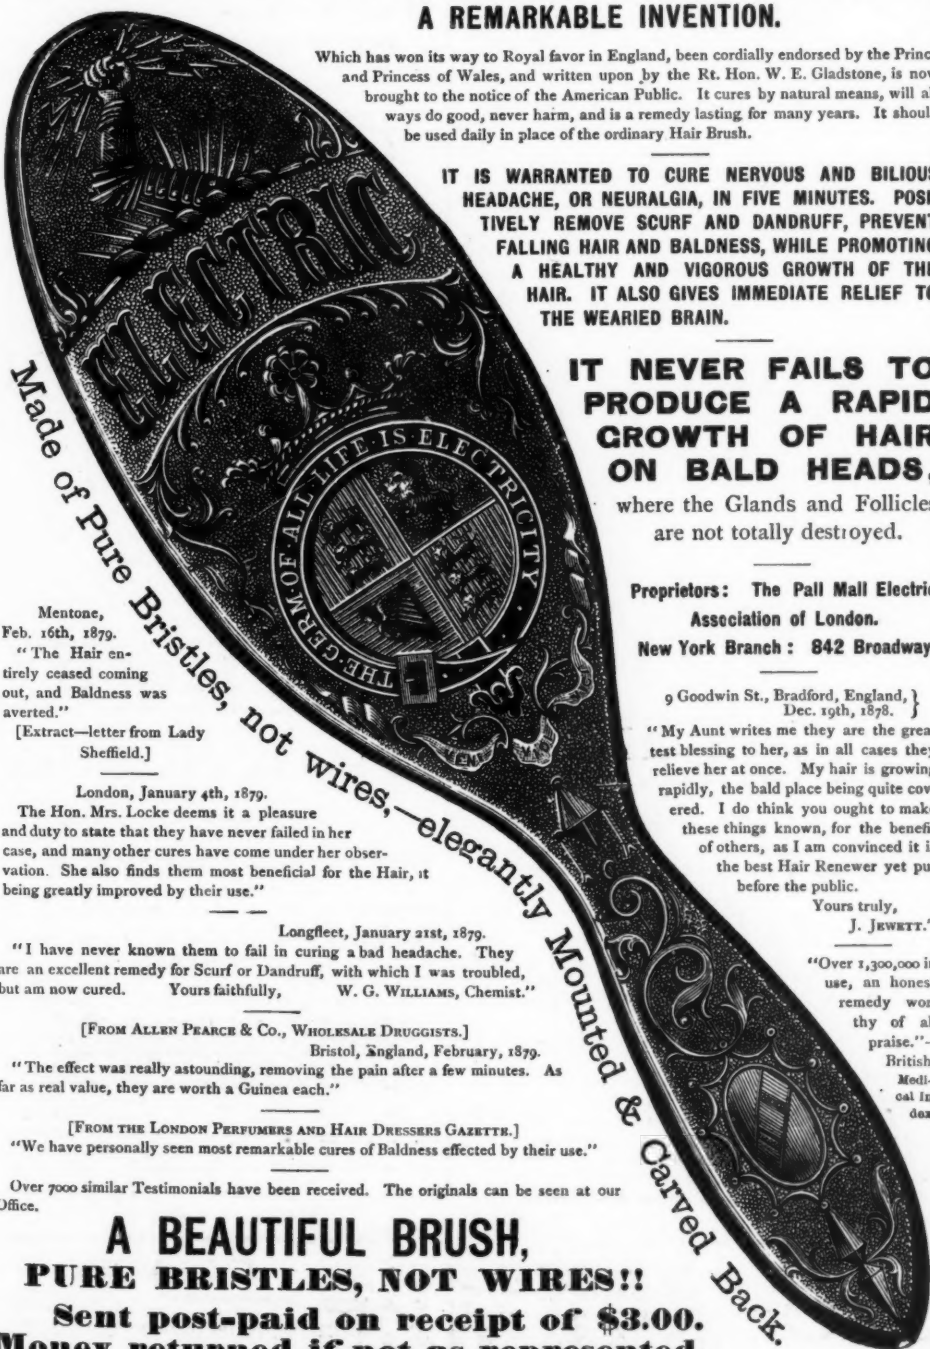 A REMARKABLE INVENTION.
Which has won its way to Royal favor in England, been cordially endorsed by the Princ
and Princess of Wales, and written upon by the Rt. Hon. W. E. Gladstone, is now
brought to the notice of the American Public. It cures by natural means, will al
ways do good, never harm, and is a remedy lasting for many years. It shoul
be used daily in place of the ordinary Hair Brush.
IT IS WARRANTED TO CURE NERVOUS AND BILIOUS
HEADACHE, OR NEURALGIA, IN FIVE MINUTES. POSI
TIVELY REMOVE SCURF AND DANDRUFF, PREVENT
FALLING HAIR AND BALDNESS, WHILE PROMOTING
A HEALTHY AND VIGOROUS GROWTH OF THE
HAIR. IT ALSO GIVES IMMEDIATE RELIEF TO
THE WEARIED BRAIN.
IT NEVER FAILS TO
PRODUCE A RAPID
GROWTH OF HAIR
ON BALD HEADS,
where the Glands and Follicles
are not totally destroyed.
Proprietors: The Pall Mall Electric
Association of London.
New York Branch: 842 Broadway
9 Goodwin St., Bradford, England, }
Dec. 19th, 1878.
"My Aunt writes me they are the grea
test blessing to her, as in all cases they
relieve her at once. My hair is growing
rapidly, the bald place being quite cov
ered. I do think you ought to make
these things known, for the benefi
of others, as I am convinced it i
the best Hair Renewer yet pu
before the public.
Yours truly,
J. JEWETT."
"Over 1,300,000 in
use, an hones
remedy wor
thy of al
praise."—
British
Medi-
cal In
dex
ELECTRIC
THE·GERM·OF·ALL·LIFE·IS·ELECTRICITY·
Made of Pure Bristles, not wires,—elegantly Mounted & Carved Back.
Mentone,
Feb. 16th, 1879.
"The Hair en-
tirely ceased coming
out, and Baldness was
averted."
[Extract—letter from Lady
Sheffield.]
London, January 4th, 1879.
The Hon. Mrs. Locke deems it a pleasure
and duty to state that they have never failed in her
case, and many other cures have come under her obser-
vation. She also finds them most beneficial for the Hair, it
being greatly improved by their use."
Longfleet, January 21st, 1879.
"I have never known them to fail in curing a bad headache. They
are an excellent remedy for Scurf or Dandruff, with which I was troubled,
but am now cured. Yours faithfully, W. G. WILLIAMS, Chemist."
[FROM ALLEN PEARCE & CO., WHOLESALE DRUGGISTS.]
Bristol, England, February, 1879.
"The effect was really astounding, removing the pain after a few minutes. As
far as real value, they are worth a Guinea each."
[FROM THE LONDON PERFUMERS AND HAIR DRESSERS GAZETTE.]
"We have personally seen most remarkable cures of Baldness effected by their use."
Over 7000 similar Testimonials have been received. The originals can be seen at our
Office.
A BEAUTIFUL BRUSH,
PURE BRISTLES, NOT WIRES!!
Sent post-paid on receipt of $3.00.
Money returned if not as represented